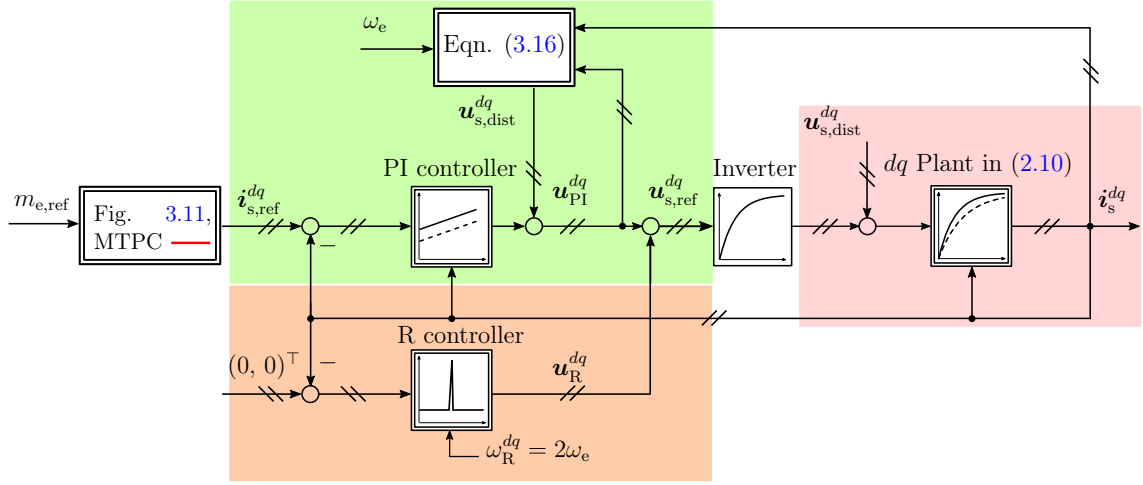 ω_e
Eqn. (3.16)
u_{s,dist}^{dq}
u_{s,dist}^{dq}
PI controller
Inverter
dq Plant in (2.10)
m_{e,ref}
Fig. 3.11,
MTPC
i_{s,ref}^{dq}
u_{PI}^{dq}
u_{s,ref}^{dq}
i_s^{dq}
−
R controller
(0, 0)^⊤
−
u_R^{dq}
ω_R^{dq} = 2ω_e